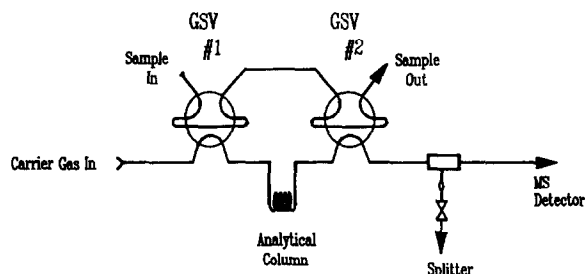 GSV
#1
GSV
#2
Sample
In
Sample
Out
Carrier Gas In
MS
Detector
Analytical
Column
Splitter